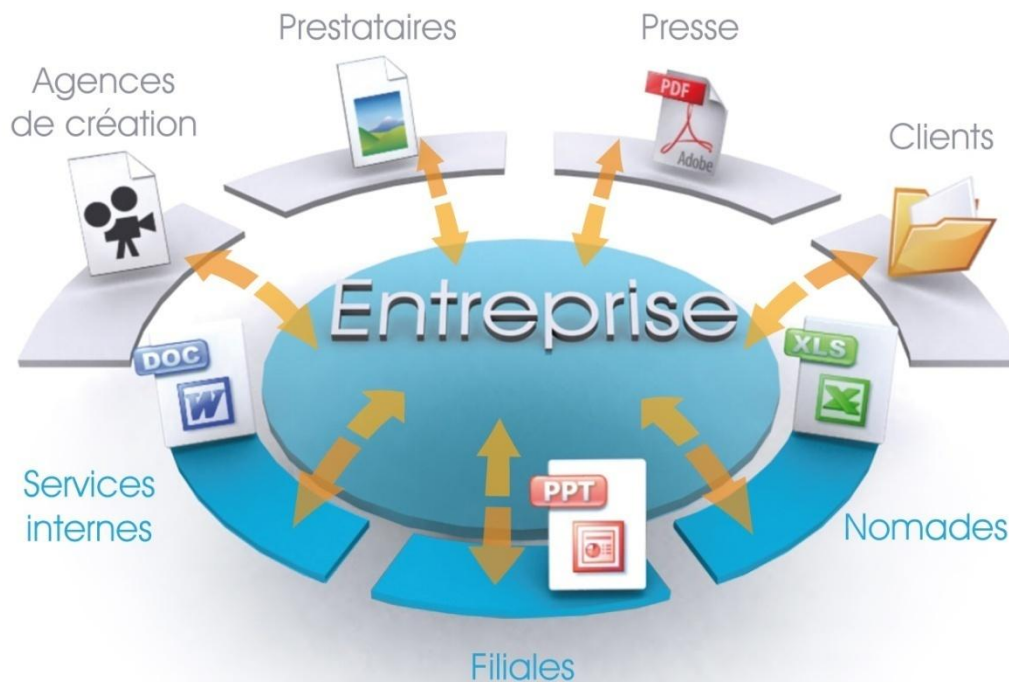 Prestataires
Presse
Agences
de création
Clients
PDF
Adobe
Entreprise
DOC
W
XLS
X
Services
internes
PPT
Nomades
Filiales